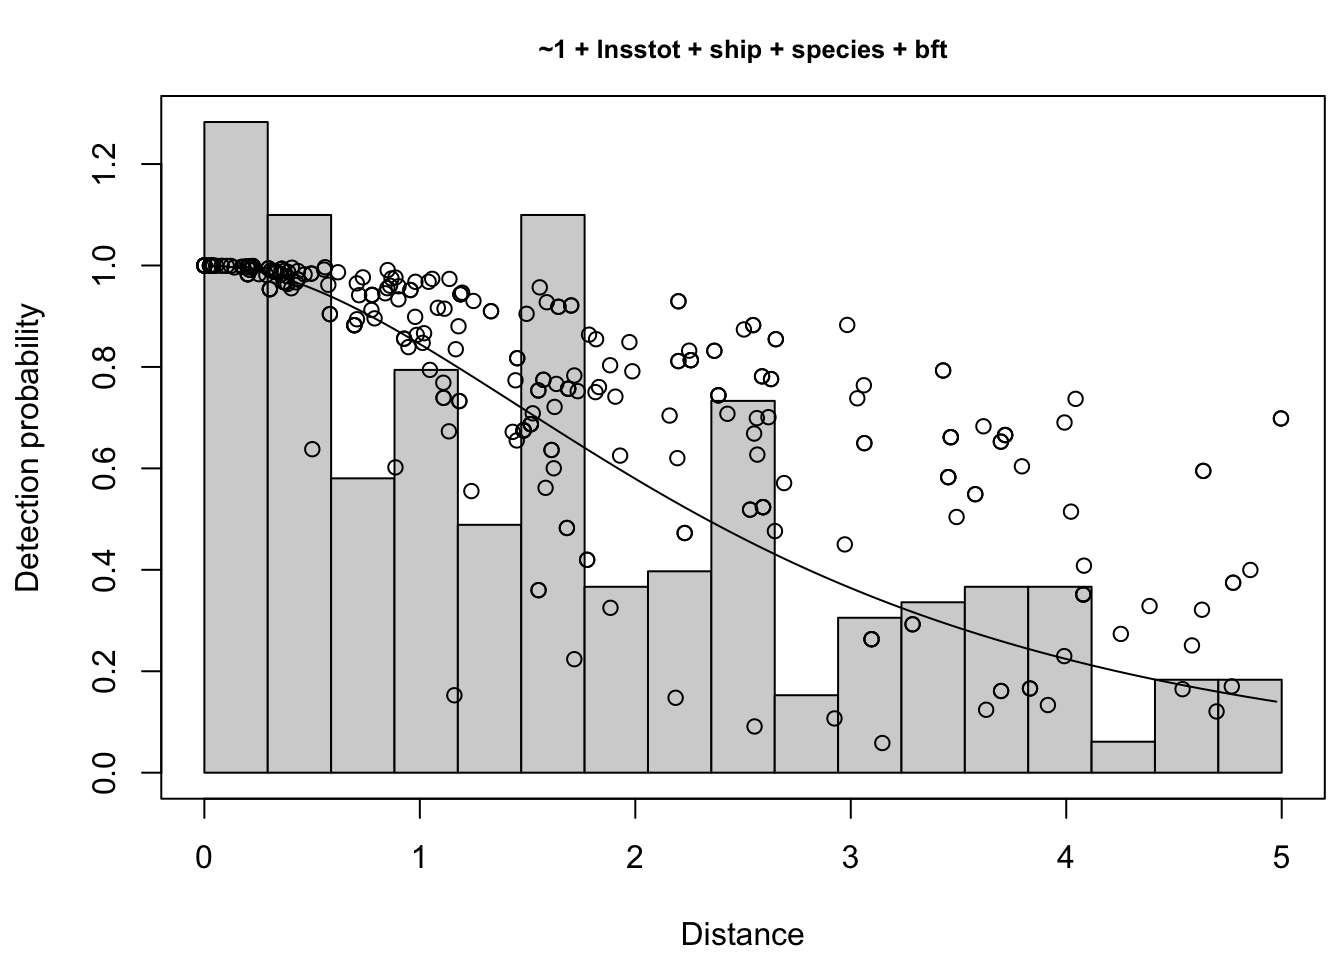 ~1 + lnsstot + ship + species + bft
Detection probability
1.2
1.0
0.8
0.6
0.4
0.2
0.0
0 1 2 3 4 5
Distance